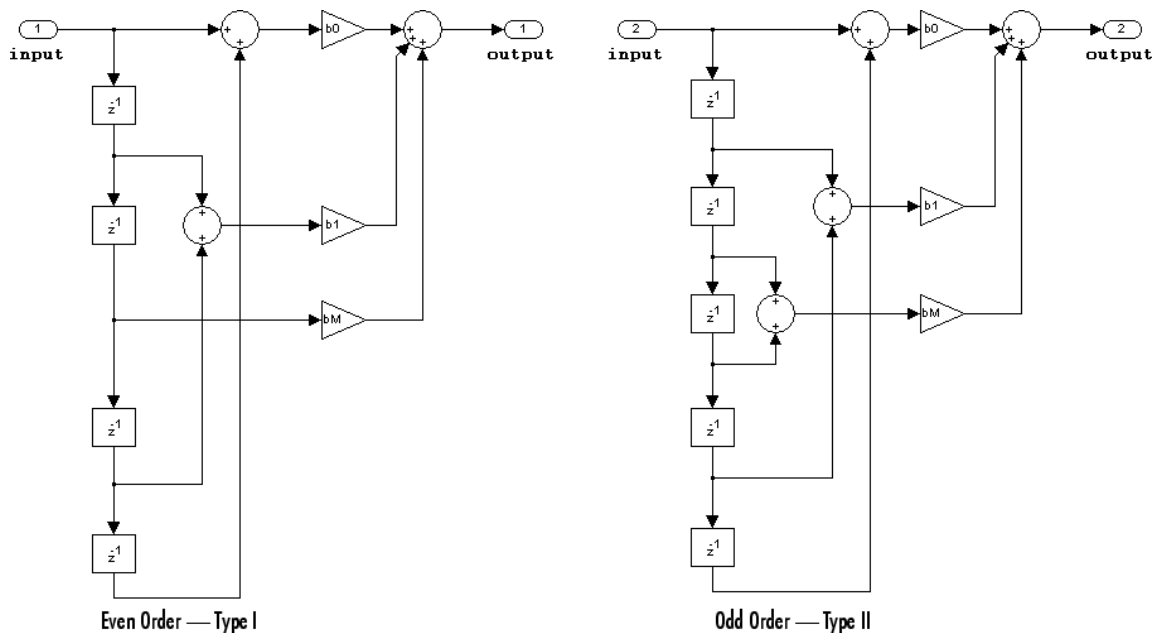 1
input
+
+
b0
+
+
+
1
output
z-1
z-1
+
+
b1
bM
z-1
z-1
Even Order — Type I
2
input
+
+
b0
+
+
+
2
output
z-1
z-1
+
+
b1
z-1
+
+
bM
z-1
z-1
Odd Order — Type II